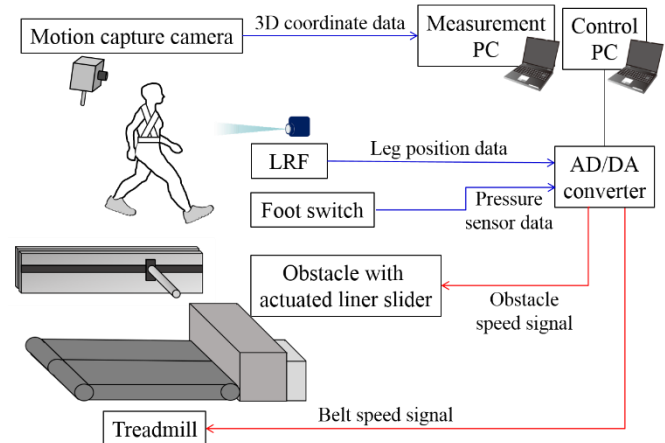 Motion capture camera
3D coordinate data
Measurement
PC
Control
PC
LRF
Leg position data
AD/DA
converter
Foot switch
Pressure
sensor data
Obstacle with
actuated liner slider
Obstacle
speed signal
Belt speed signal
Treadmill